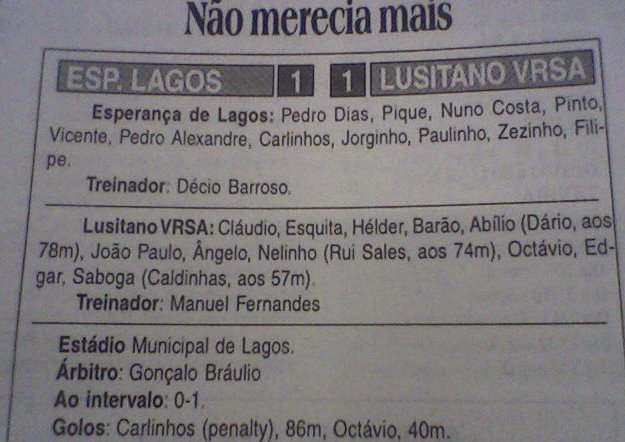 Não merecia mais
ESP. LAGOS 1 1 LUSITANO VRSA
Esperança de Lagos: Pedro Dias, Pique, Nuno Costa, Pinto,
Vicente, Pedro Alexandre, Carlinhos, Jorginho, Paulinho, Zezinho, Fili-
pe.
Treinador: Décio Barroso.
Lusitano VRSA: Cláudio, Esquita, Hélder, Barão, Abílio (Dário, aos
78m), João Paulo, Ângelo, Nelinho (Rui Sales, aos 74m), Octávio, Ed-
gar, Saboga (Caldinhas, aos 57m).
Treinador: Manuel Fernandes
Estádio Municipal de Lagos.
Árbitro: Gonçalo Bráulio
Ao intervalo: 0-1.
Golos: Carlinhos (penalty), 86m, Octávio, 40m.